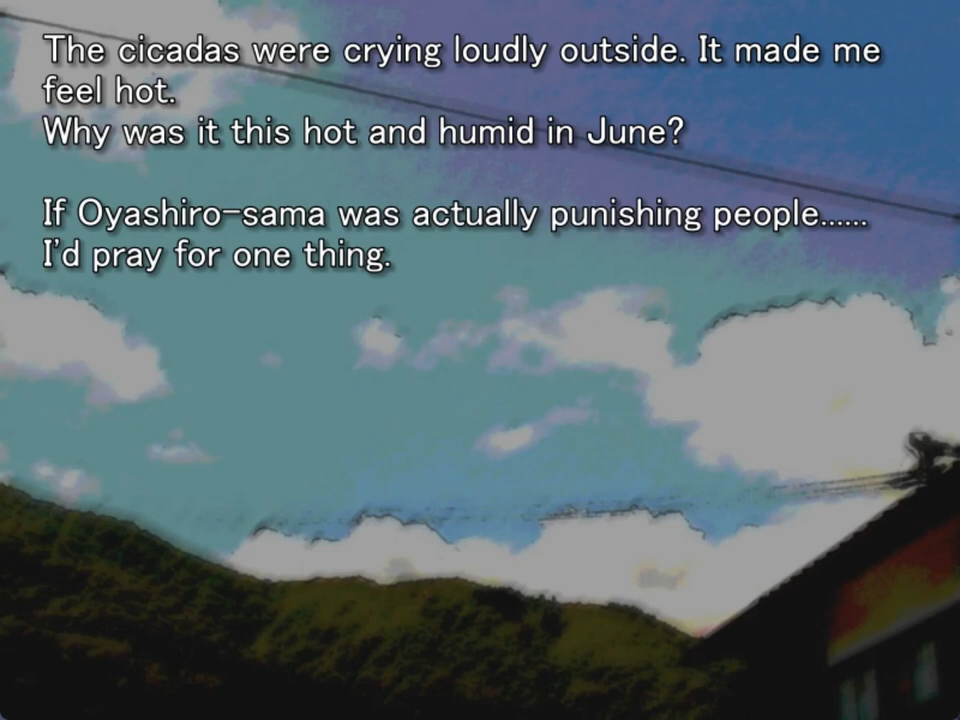 The cicadas were crying loudly outside. It made me
feel hot.
Why was it this hot and humid in June?
If Oyashiro-sama was actually punishing people......
I'd pray for one thing.